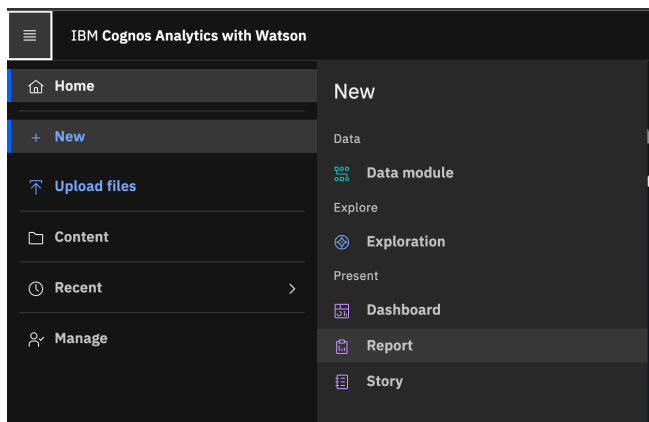 IBM Cognos Analytics with Watson
Home
New
Upload files
Content
Recent
Manage
New
Data
Data module
Explore
Exploration
Present
Dashboard
Report
Story